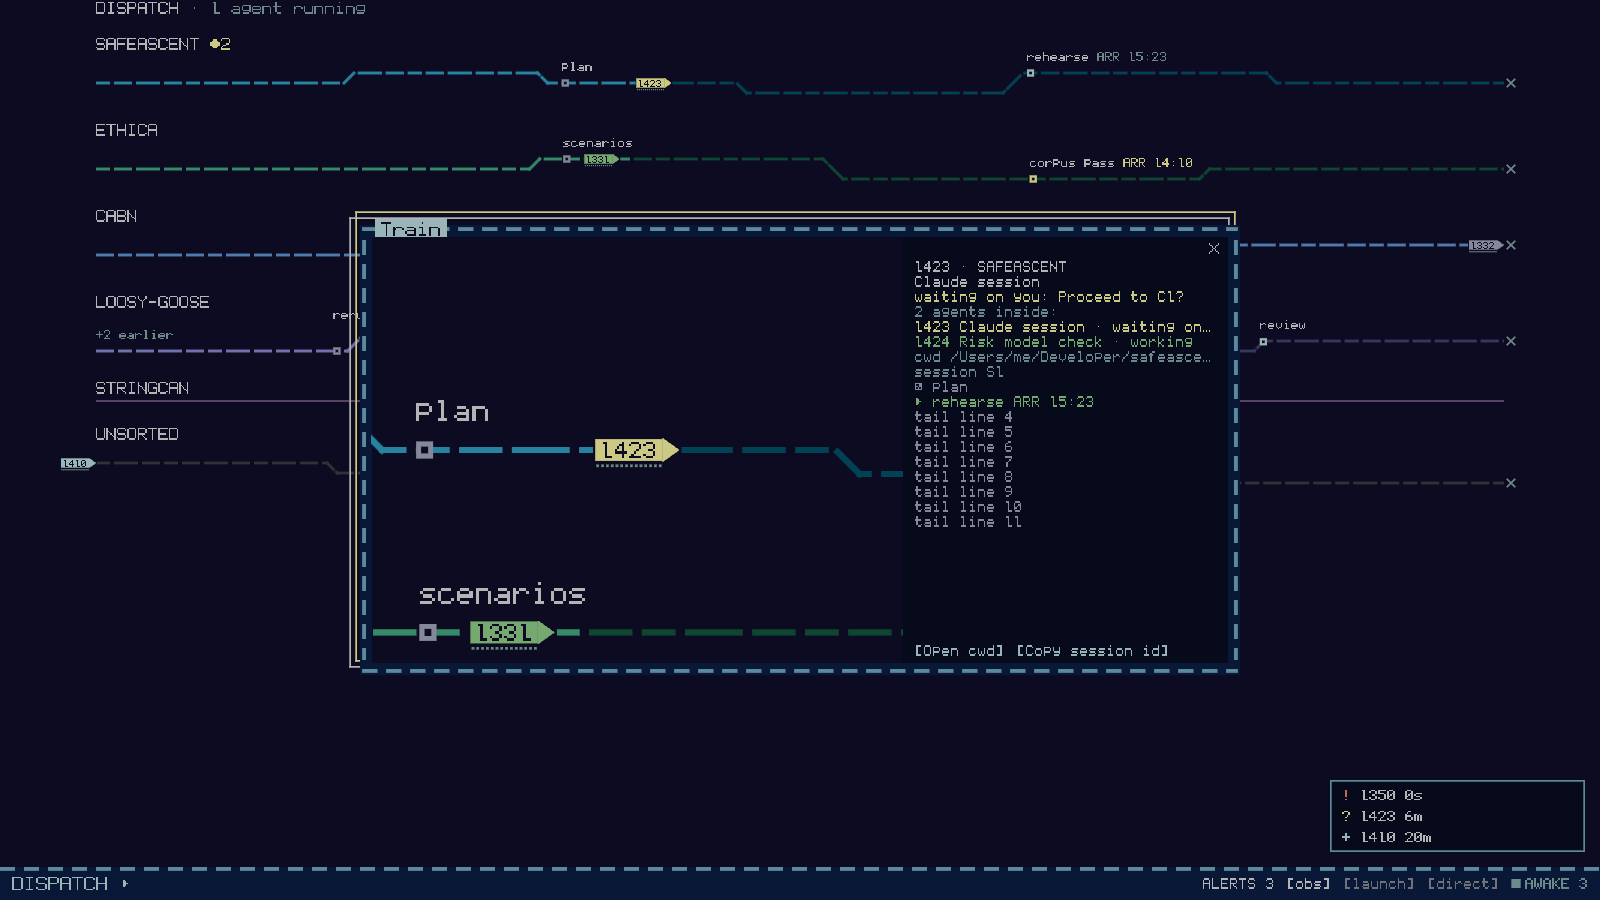 DISPATCH · 1 agent running
SAFEASCENT ●2
Plan
1423
rehearse ARR 15:23
ETHICA
scenarios
1331
corpus pass ARR 14:10
CABN
1332
LOOSY-GOOSE
+2 earlier
review
STRINGCAN
UNSORTED
1410
Train
Plan
1423
scenarios
1331
1423 · SAFEASCENT
Claude session
waiting on you: Proceed to C1?
2 agents inside:
1423 Claude session · waiting on…
1424 Risk model check · working
cwd /Users/me/Developer/safeasce…
session S1
Plan
rehearse ARR 15:23
tail line 4
tail line 5
tail line 6
tail line 7
tail line 8
tail line 9
tail line 10
tail line 11
[Open cwd] [Copy session id]
! 1350 0s
? 1423 6m
+ 1410 20m
DISPATCH
ALERTS 3 [obs] [launch] [direct] AWAKE 3